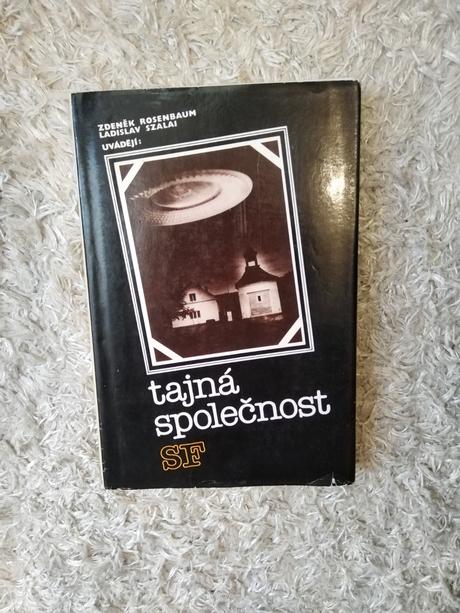 ZDENĚK ROSENBAUM
LADISLAV SZALAI
UVÁDĚJÍ:
tajná
společnost
SF